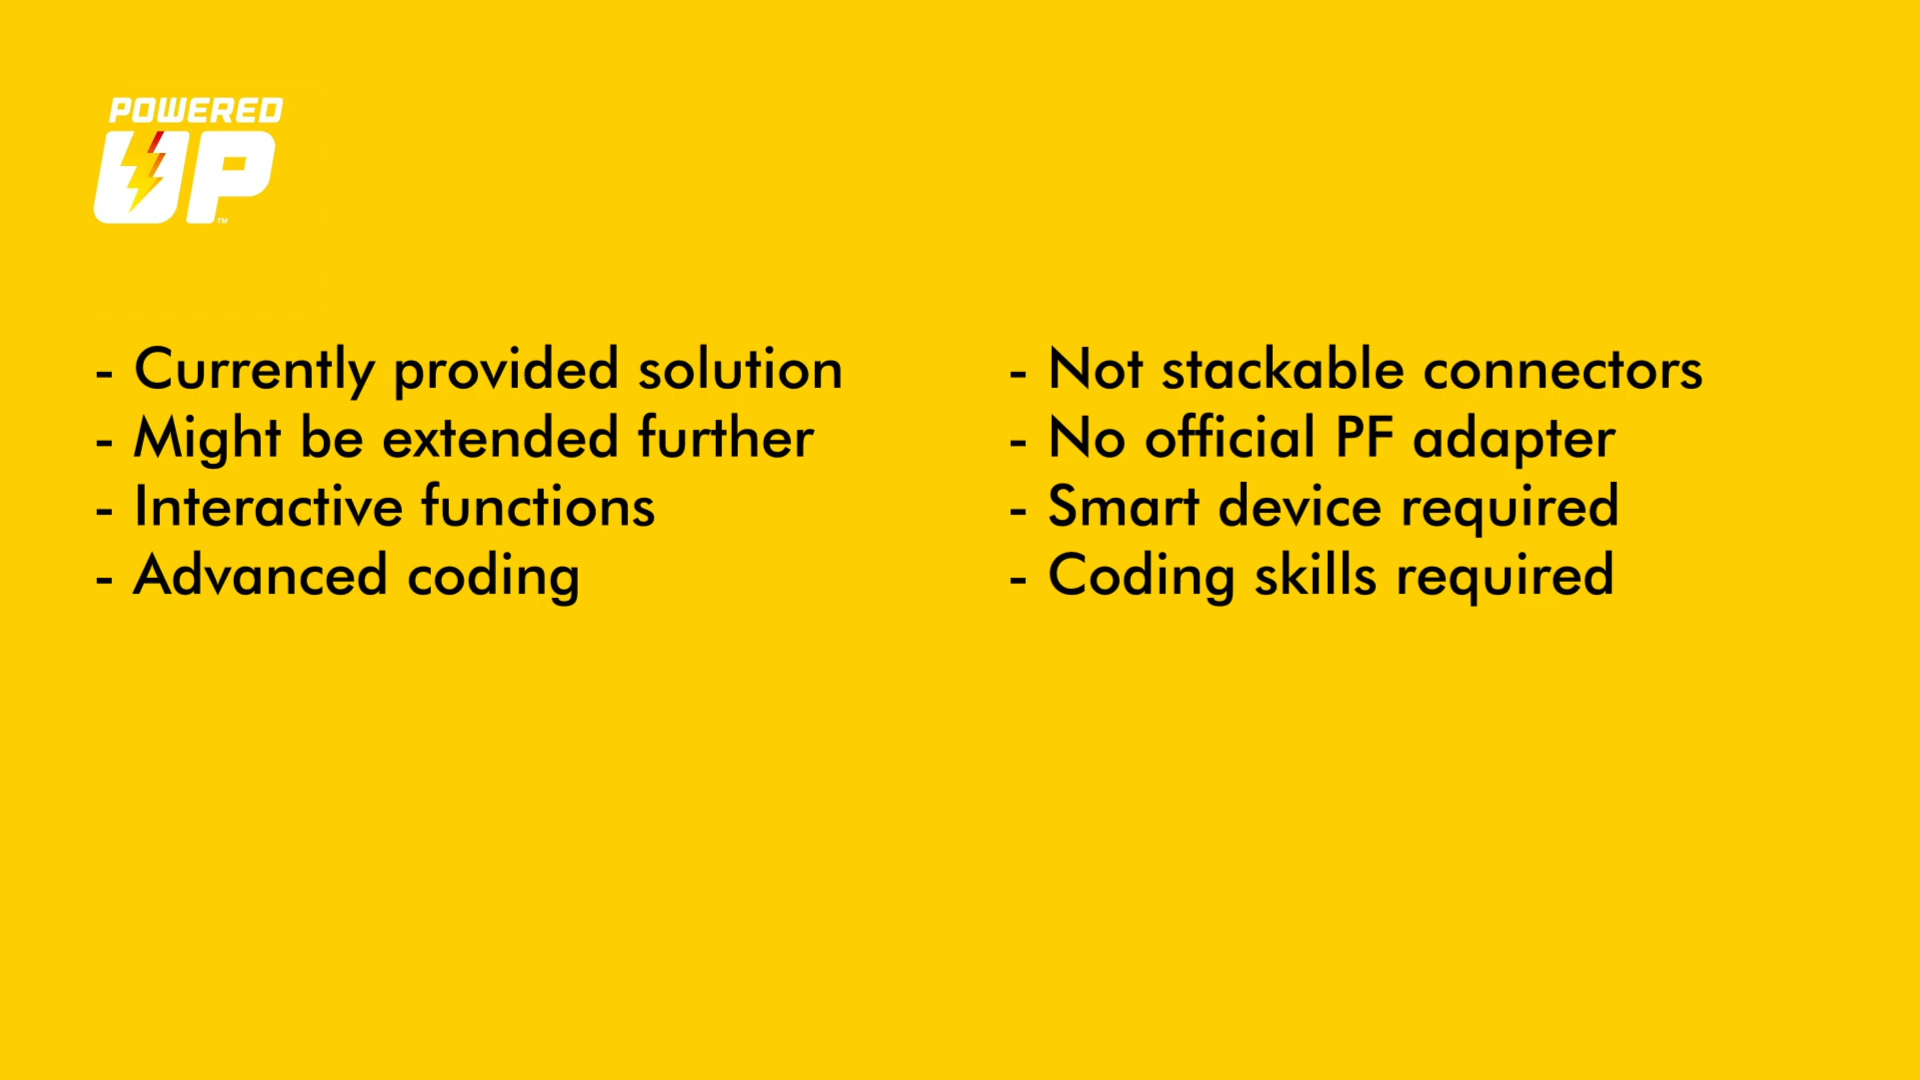 POWERED
UP
TM
- Currently provided solution
- Might be extended further
- Interactive functions
- Advanced coding
- Not stackable connectors
- No official PF adapter
- Smart device required
- Coding skills required